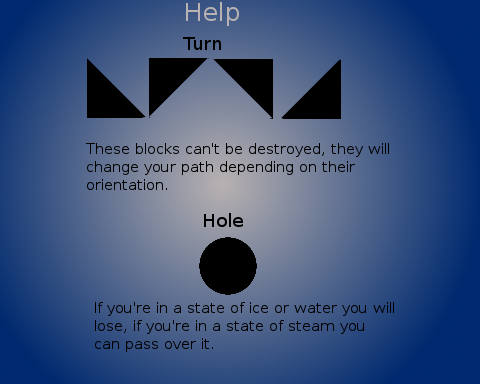 Help
Turn
These blocks can't be destroyed, they will
change your path depending on their
orientation.
Hole
If you're in a state of ice or water you will
lose, if you're in a state of steam you
can pass over it.